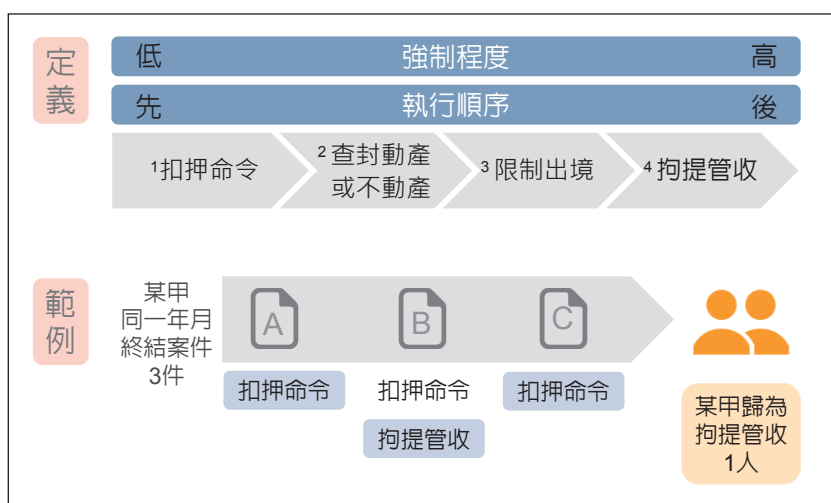 定
義
低 強制程度 高
先 執行順序 後
1扣押命令
2查封動產
或不動產
3限制出境
4拘提管收
範
例
某甲
同一年月
終結案件
3件
A
B
C
扣押命令
扣押命令
拘提管收
扣押命令
某甲歸為
拘提管收
1人